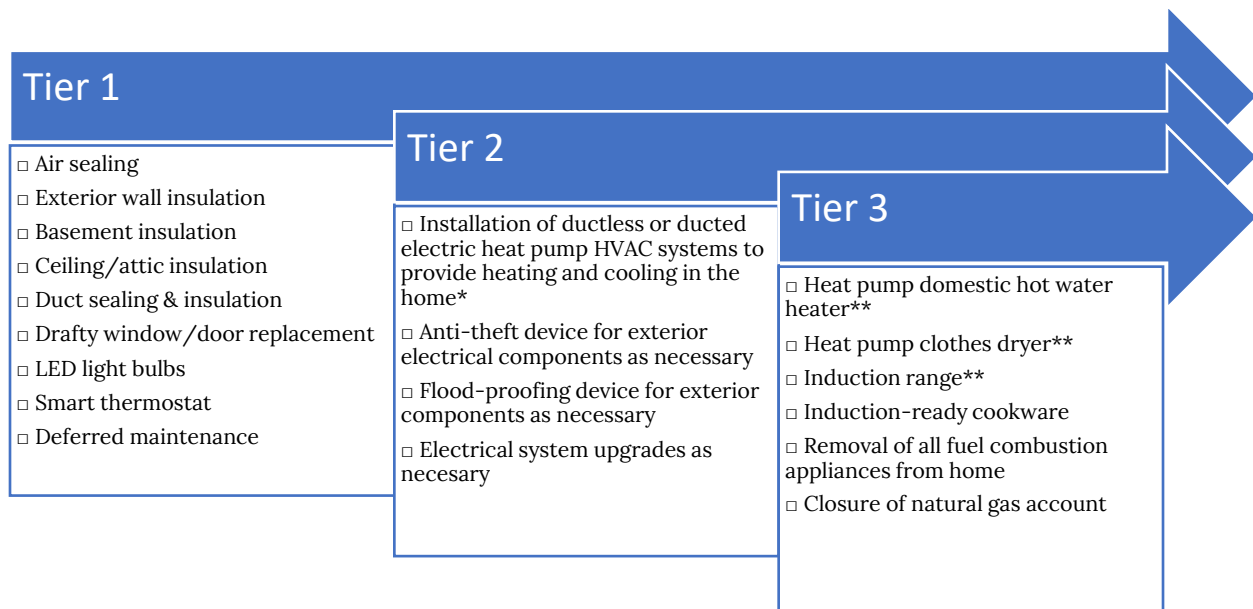 Tier 1
□ Air sealing
□ Exterior wall insulation
□ Basement insulation
□ Ceiling/attic insulation
□ Duct sealing & insulation
□ Drafty window/door replacement
□ LED light bulbs
□ Smart thermostat
□ Deferred maintenance
Tier 2
□ Installation of ductless or ducted
electric heat pump HVAC systems to
provide heating and cooling in the
home*
□ Anti-theft device for exterior
electrical components as necessary
□ Flood-proofing device for exterior
components as necessary
□ Electrical system upgrades as
necesary
Tier 3
□ Heat pump domestic hot water
heater**
□ Heat pump clothes dryer**
□ Induction range**
□ Induction-ready cookware
□ Removal of all fuel combustion
appliances from home
□ Closure of natural gas account